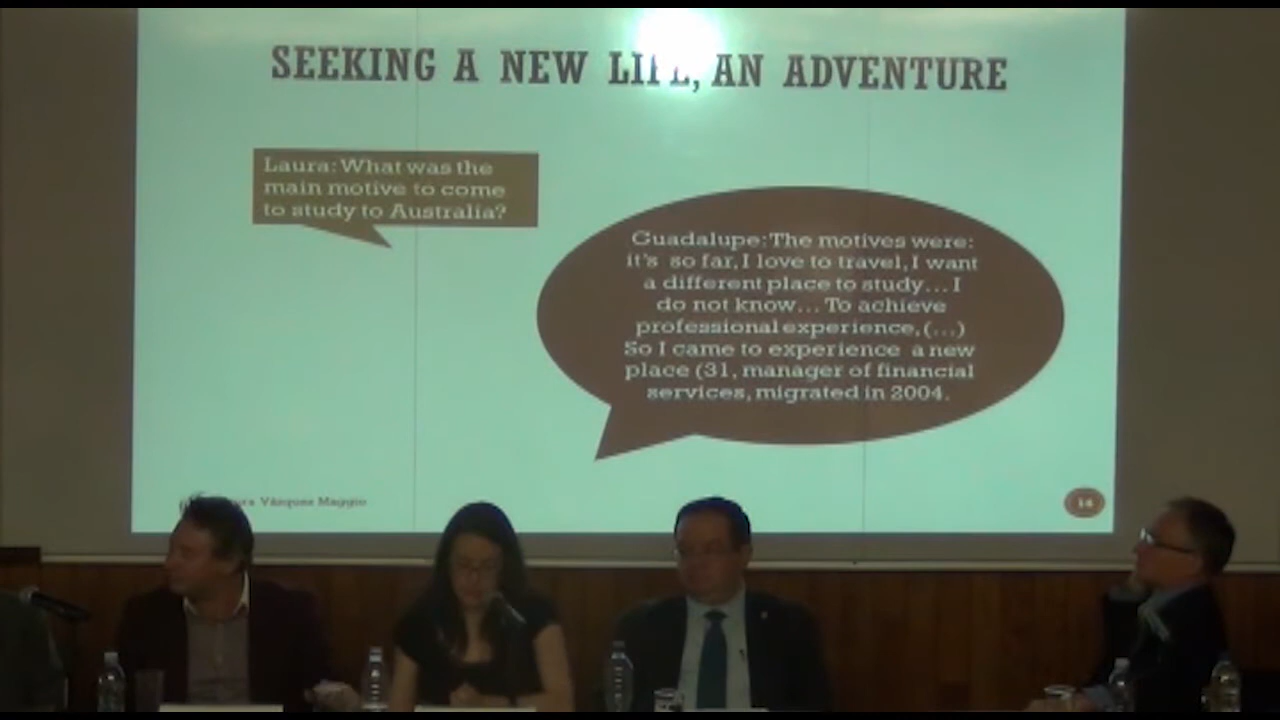 SEEKING A NEW LIFE, AN ADVENTURE
Laura: What was the
main motive to come
to study to Australia?
Guadalupe: The motives were:
it's so far, I love to travel, I want
a different place to study... I
do not know... To achieve
professional experience, (...)
So I came to experience a new
place (31, manager of financial
services, migrated in 2004.
Vázquez Maggio
14